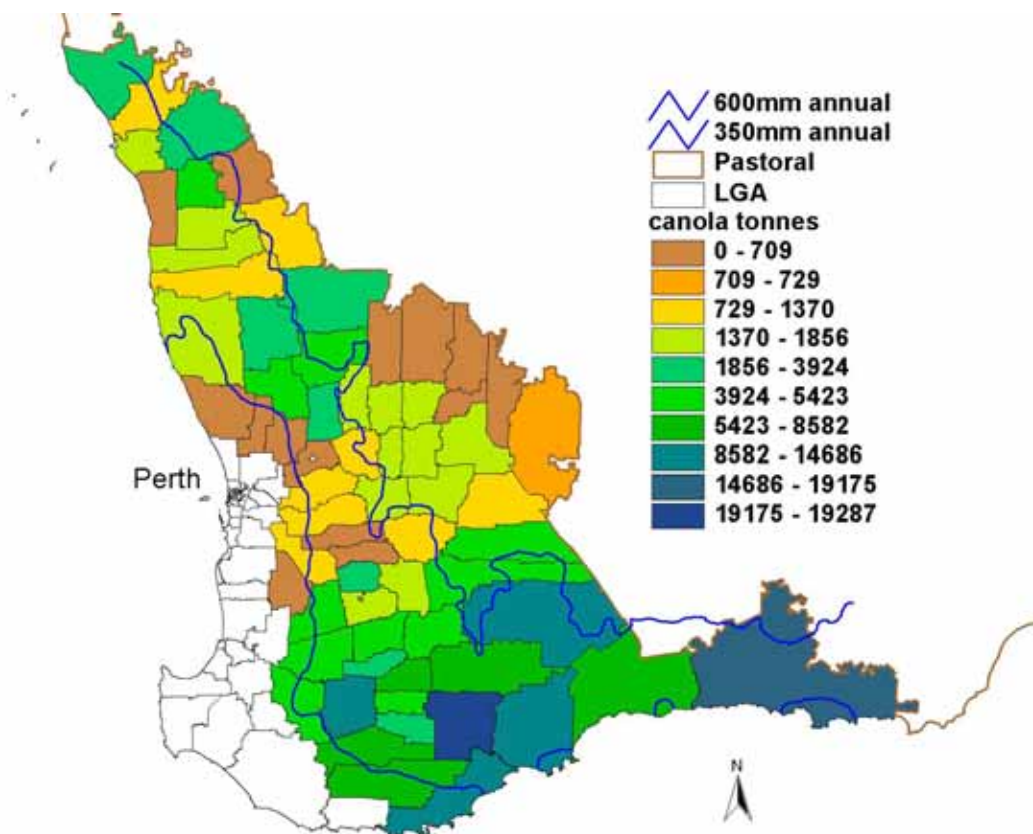 600mm annual
350mm annual
Pastoral
LGA
canola tonnes
0 - 709
709 - 729
729 - 1370
1370 - 1856
1856 - 3924
3924 - 5423
5423 - 8582
8582 - 14686
14686 - 19175
19175 - 19287
Perth
N